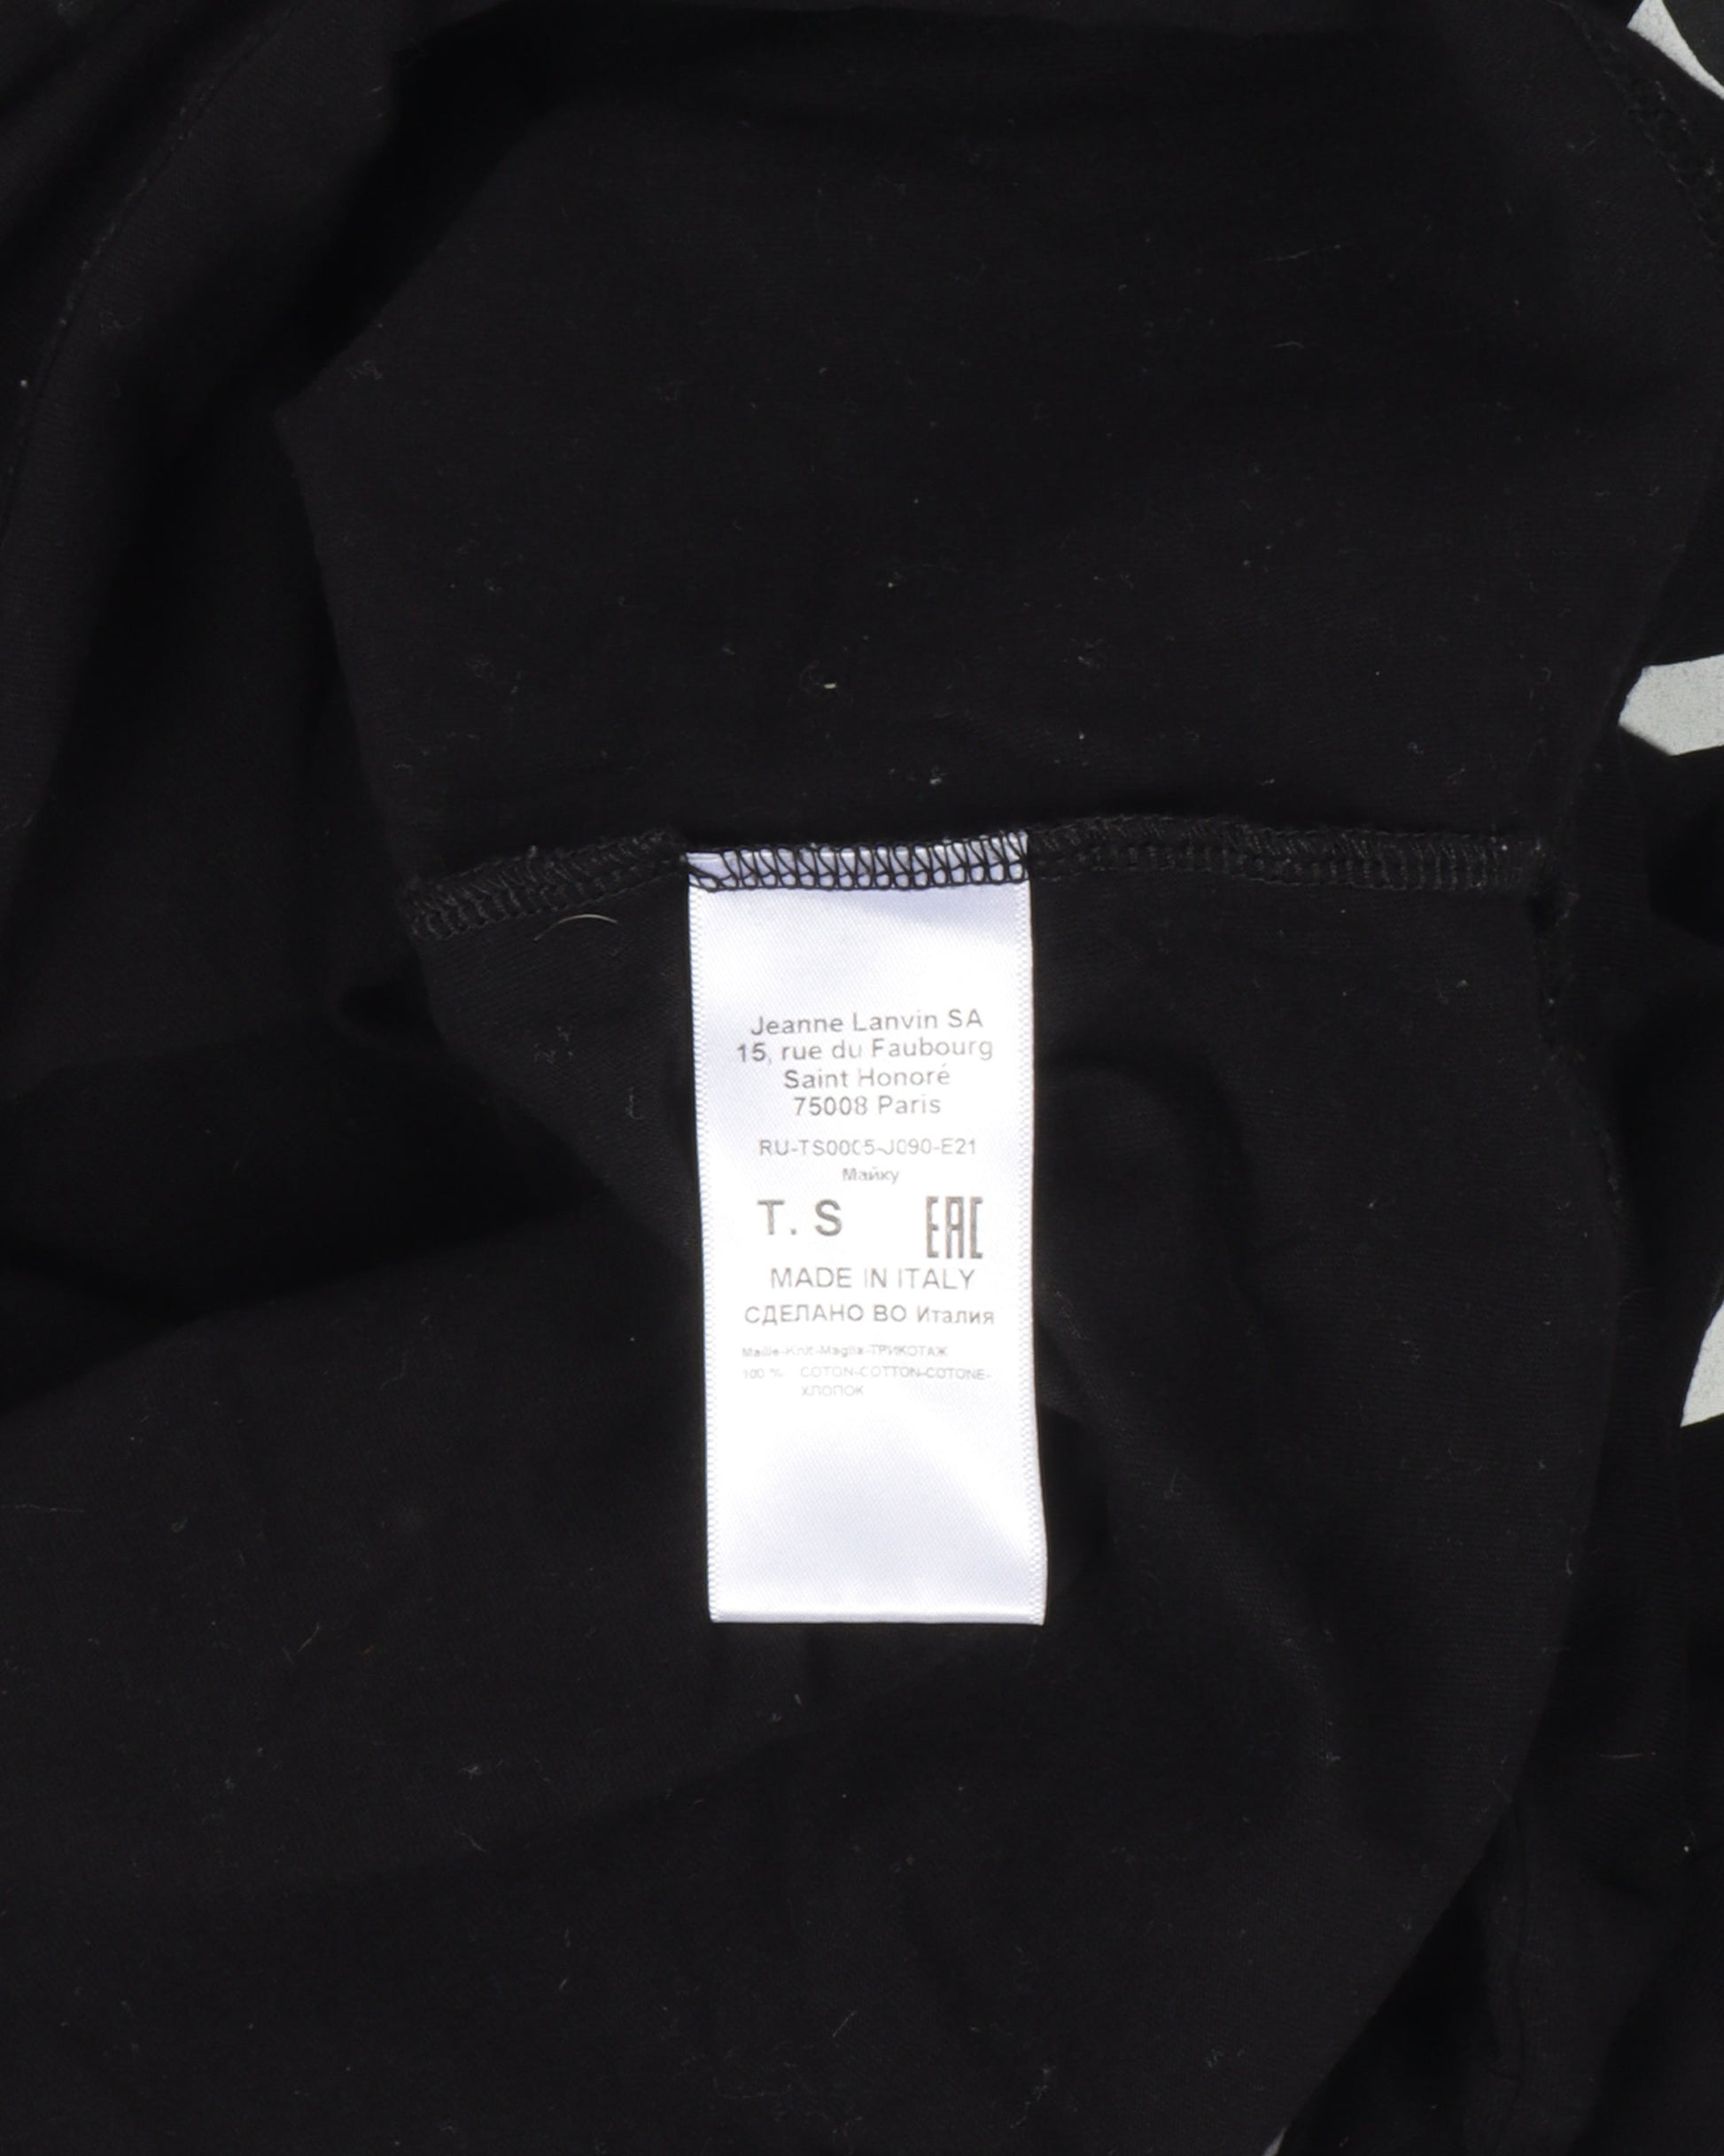 Jeanne Lanvin SA
15, rue du Faubourg
Saint Honoré
75008 Paris
RU-TS0005-J090-E21
Майку
T. S EAC
MADE IN ITALY
СДЕЛАНО ВО Италия
Maille-Knit-Maglia-ТРИКОТАЖ
100 % COTON-COTTON-COTONE-
ХЛОПОК